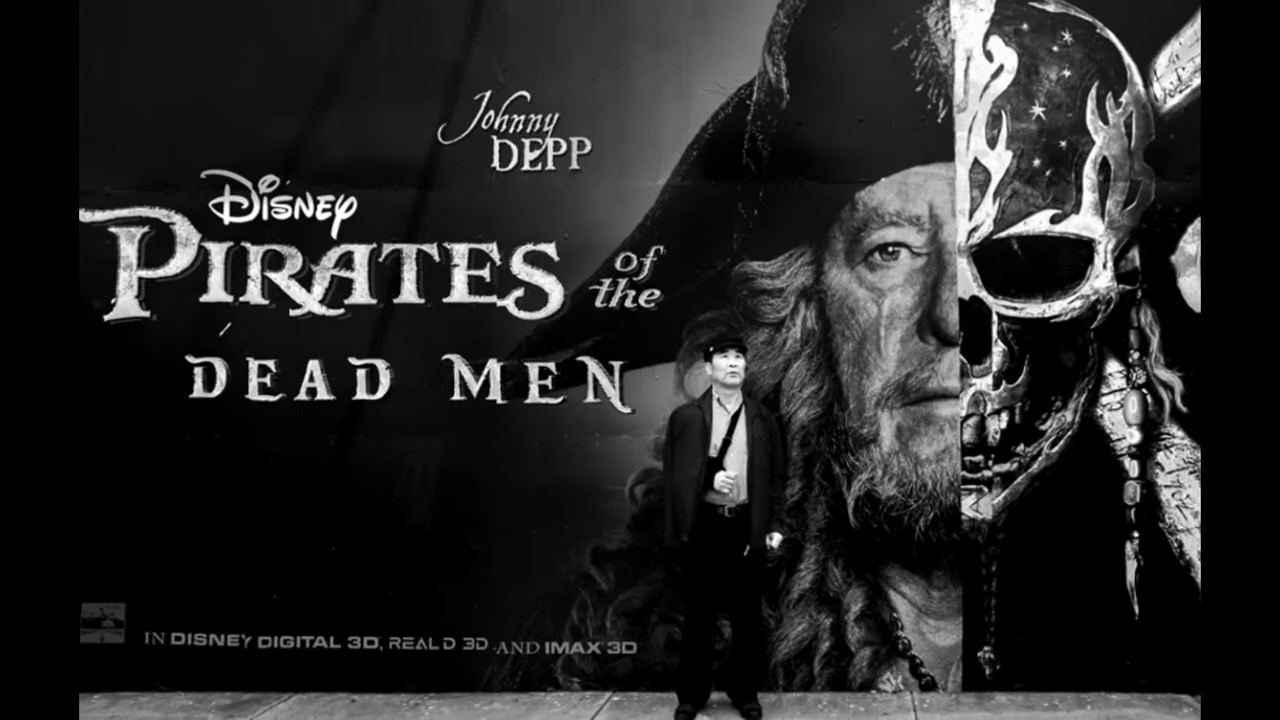 Johnny
DEPP
Disney
PIRATES of the
DEAD MEN
IN DISNEY DIGITAL 3D, REAL D 3D AND IMAX 3D